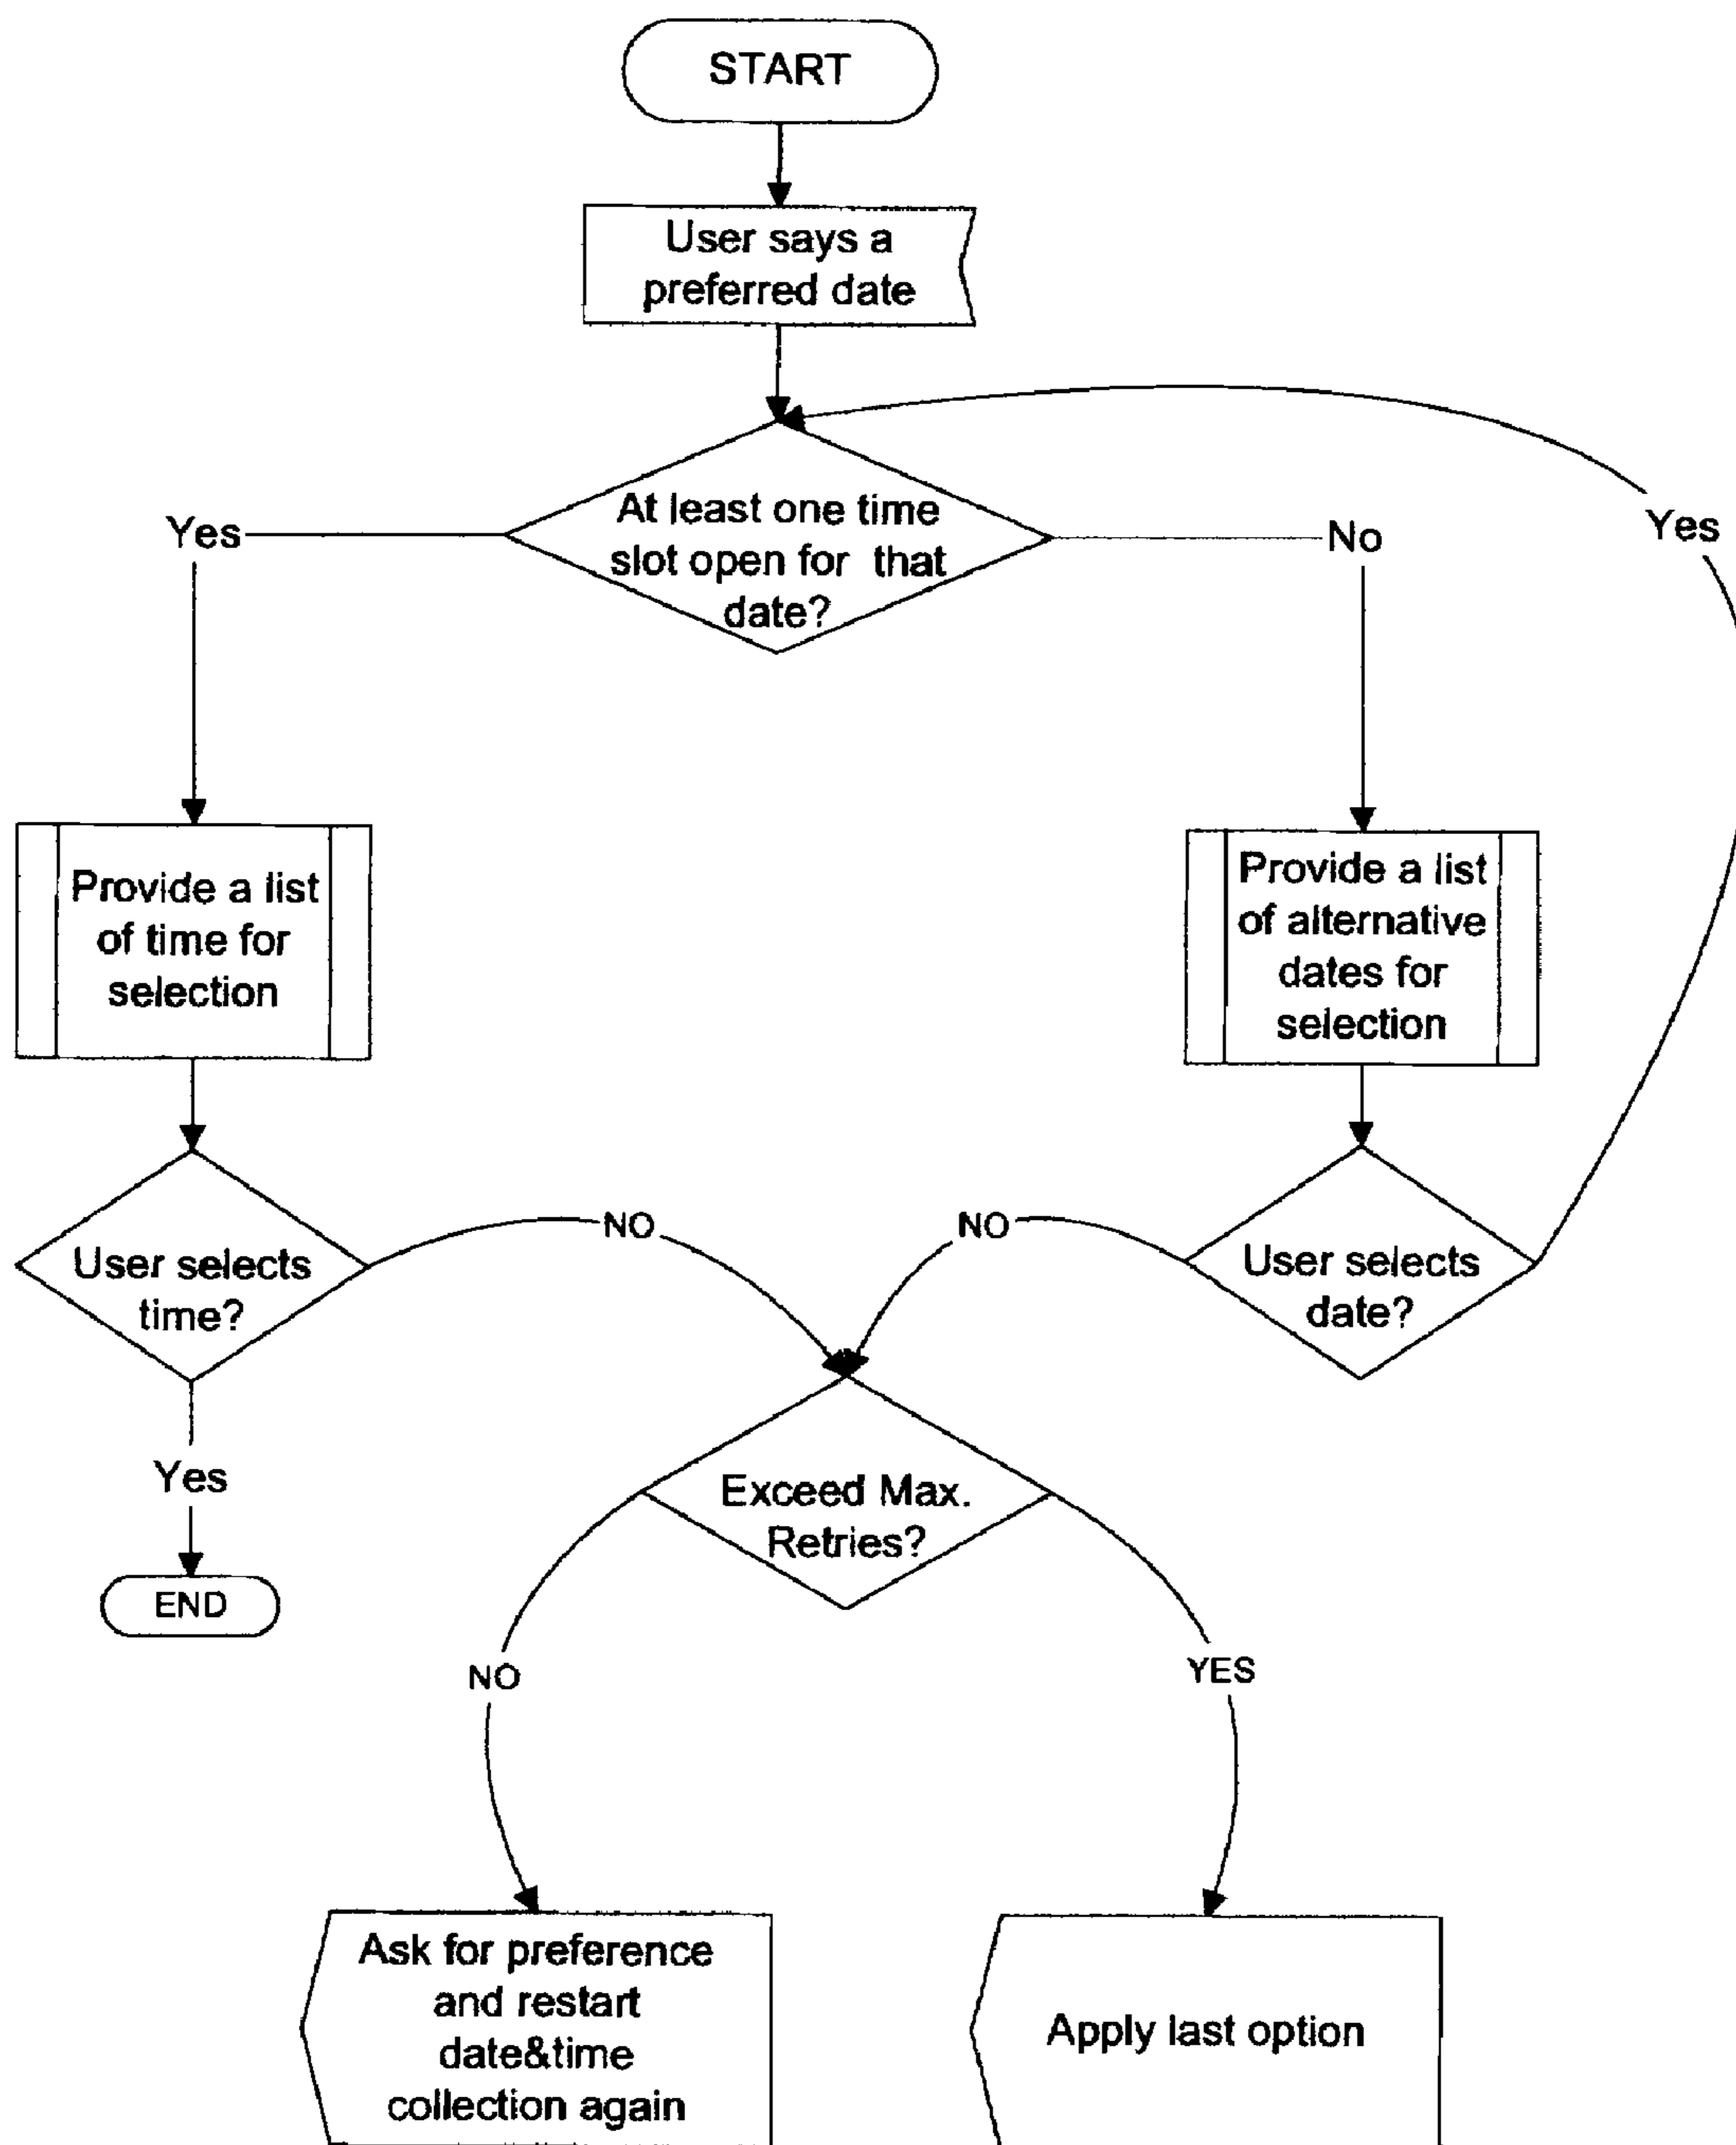 START
User says a
preferred date
At least one time
slot open for that
date?
Yes
No
Yes
Provide a list
of time for
selection
Provide a list
of alternative
dates for
selection
User selects
time?
NO
NO
User selects
date?
Yes
Exceed Max.
Retries?
END
NO
YES
Ask for preference
and restart
date&time
collection again
Apply last option